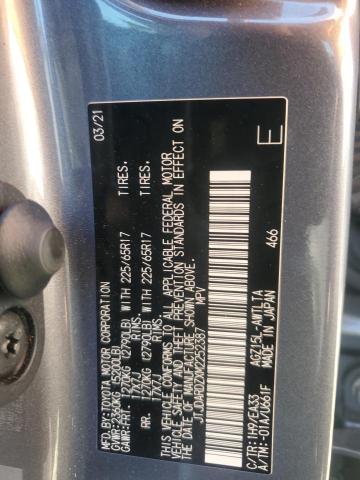 MFD.BY:TOYOTA MOTOR CORPORATION 03/21
GVWR:2360KG (5200LB)
GAWR:FRT. 1270KG (2790LB) WITH 225/65R17 TIRES.
17X7J RIMS.
RR. 1270KG (2790LB) WITH 225/65R17 TIRES.
RIMS.
THIS VEHICLE CONFORMS TO ALL APPLICABLE FEDERAL MOTOR
VEHICLE SAFETY AND THEFT PREVENTION STANDARDS IN EFFECT ON
THE DATE OF MANUFACTURE SHOWN ABOVE.
MPV
C/TR:1H9/EA33 AGZ15L-AWTLTA
A/TM:-01A/U661F MADE IN JAPAN
466
E